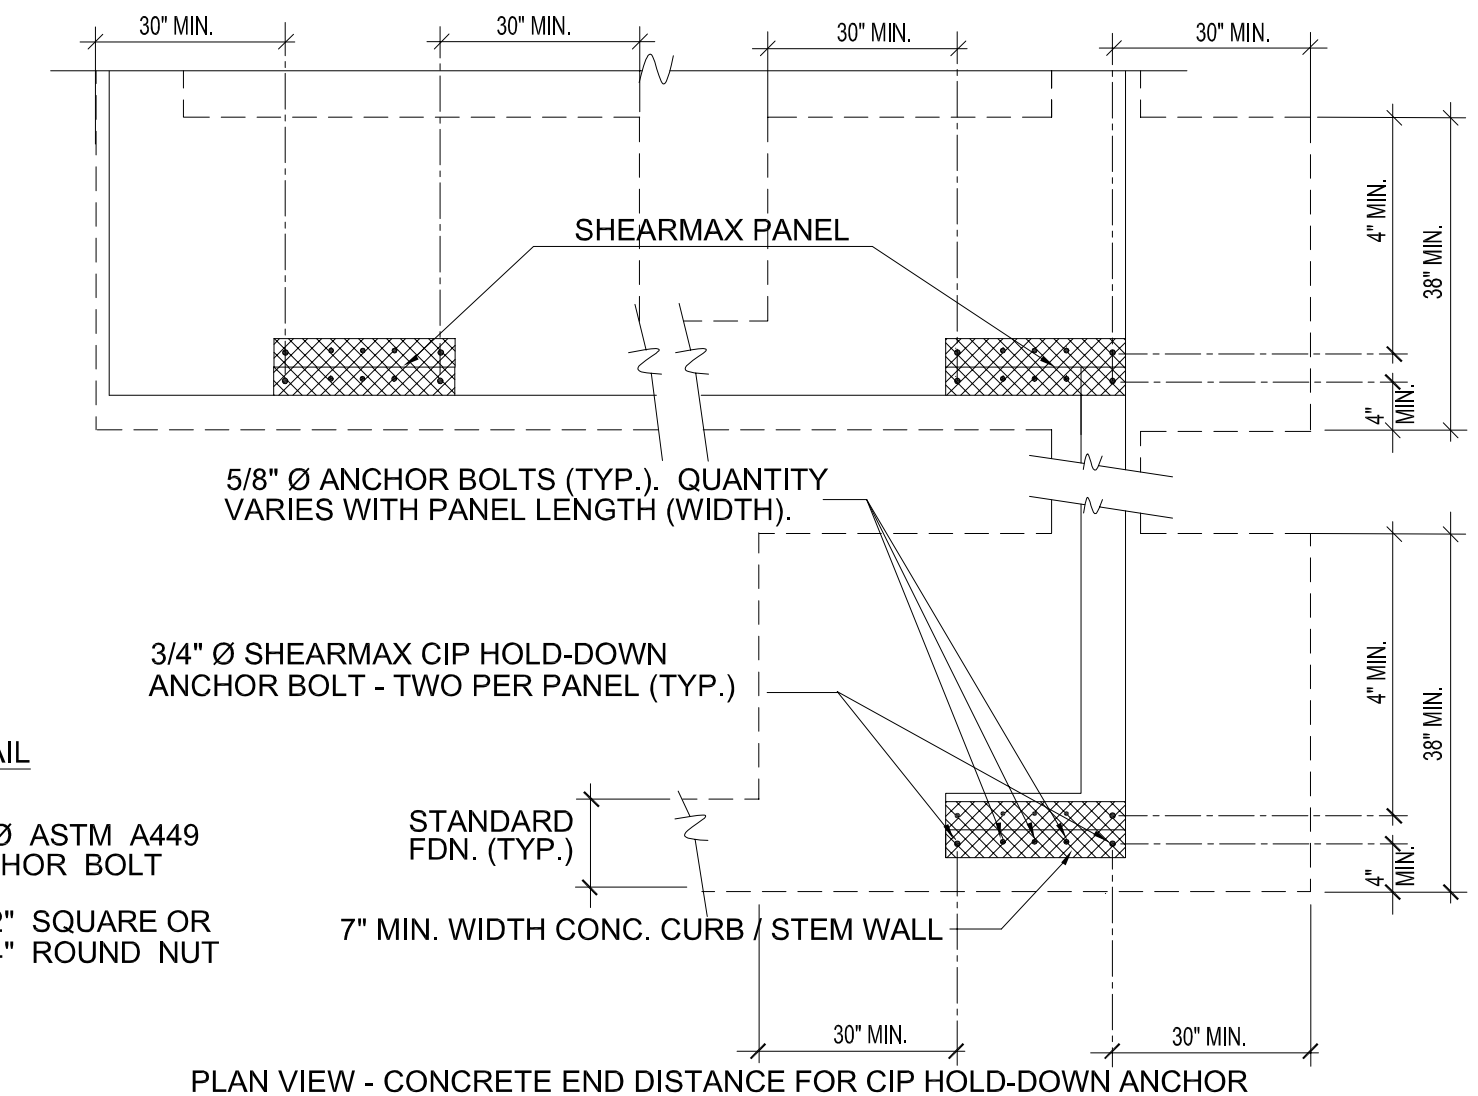 30" MIN.
30" MIN.
30" MIN.
30" MIN.
4" MIN.
38" MIN.
SHEARMAX PANEL
4"
MIN.
5/8" Ø ANCHOR BOLTS (TYP.). QUANTITY
VARIES WITH PANEL LENGTH (WIDTH).
3/4" Ø SHEARMAX CIP HOLD-DOWN
ANCHOR BOLT - TWO PER PANEL (TYP.)
4" MIN.
38" MIN.
AIL
Ø ASTM A449
HOR BOLT
2" SQUARE OR
4" ROUND NUT
STANDARD
FDN. (TYP.)
4"
MIN.
7" MIN. WIDTH CONC. CURB / STEM WALL
30" MIN.
30" MIN.
PLAN VIEW - CONCRETE END DISTANCE FOR CIP HOLD-DOWN ANCHOR